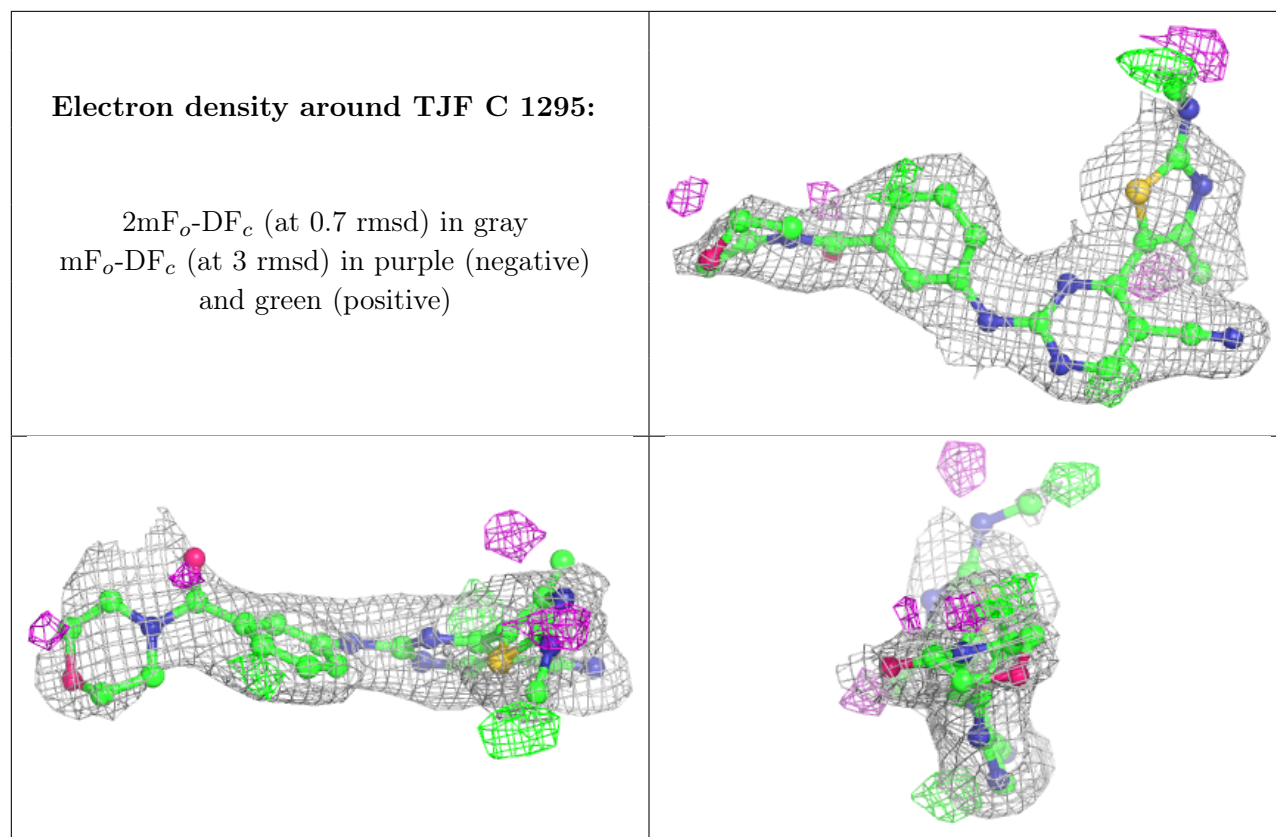 Electron density around TJF C 1295:
2mFo-DFc (at 0.7 rmsd) in gray
mFo-DFc (at 3 rmsd) in purple (negative)
and green (positive)